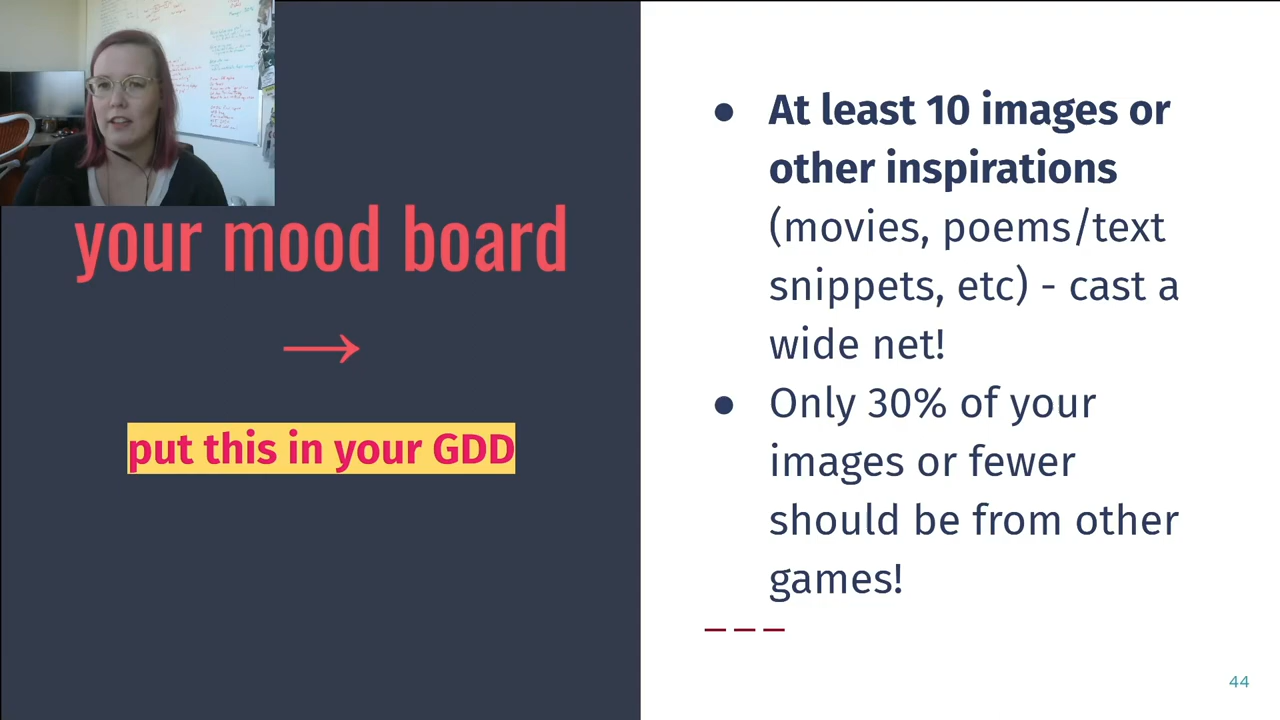 your mood board
→
put this in your GDD
● At least 10 images or
other inspirations
(movies, poems/text
snippets, etc) - cast a
wide net!
● Only 30% of your
images or fewer
should be from other
games!
44